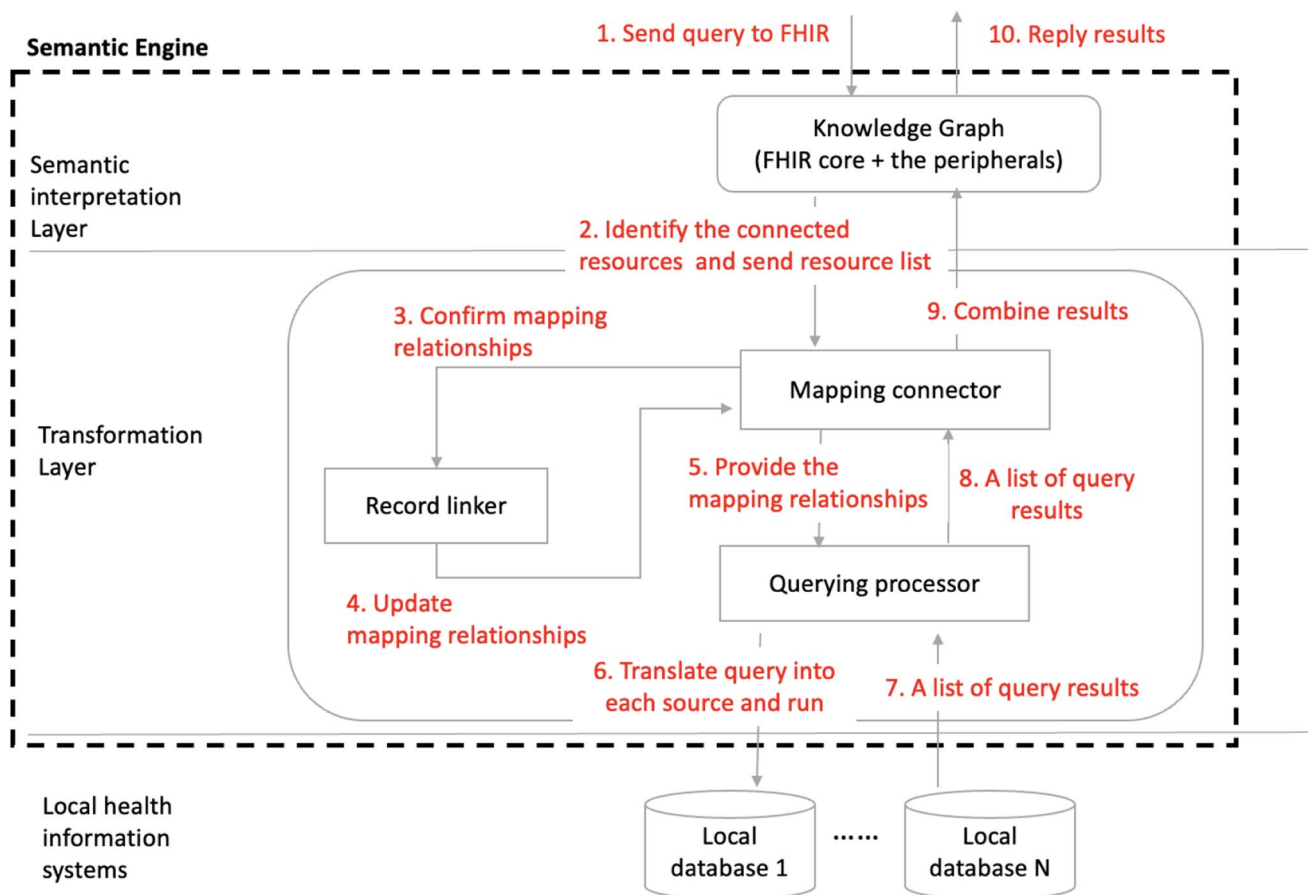 1. Send query to FHIR
10. Reply results
Semantic Engine
Knowledge Graph
(FHIR core + the peripherals)
Semantic
interpretation
Layer
2. Identify the connected
resources and send resource list
3. Confirm mapping
relationships
9. Combine results
Mapping connector
Transformation
Layer
5. Provide the
mapping relationships
8. A list of query
results
Record linker
Querying processor
4. Update
mapping relationships
6. Translate query into
each source and run
7. A list of query results
Local health
information
systems
Local
database 1
......
Local
database N